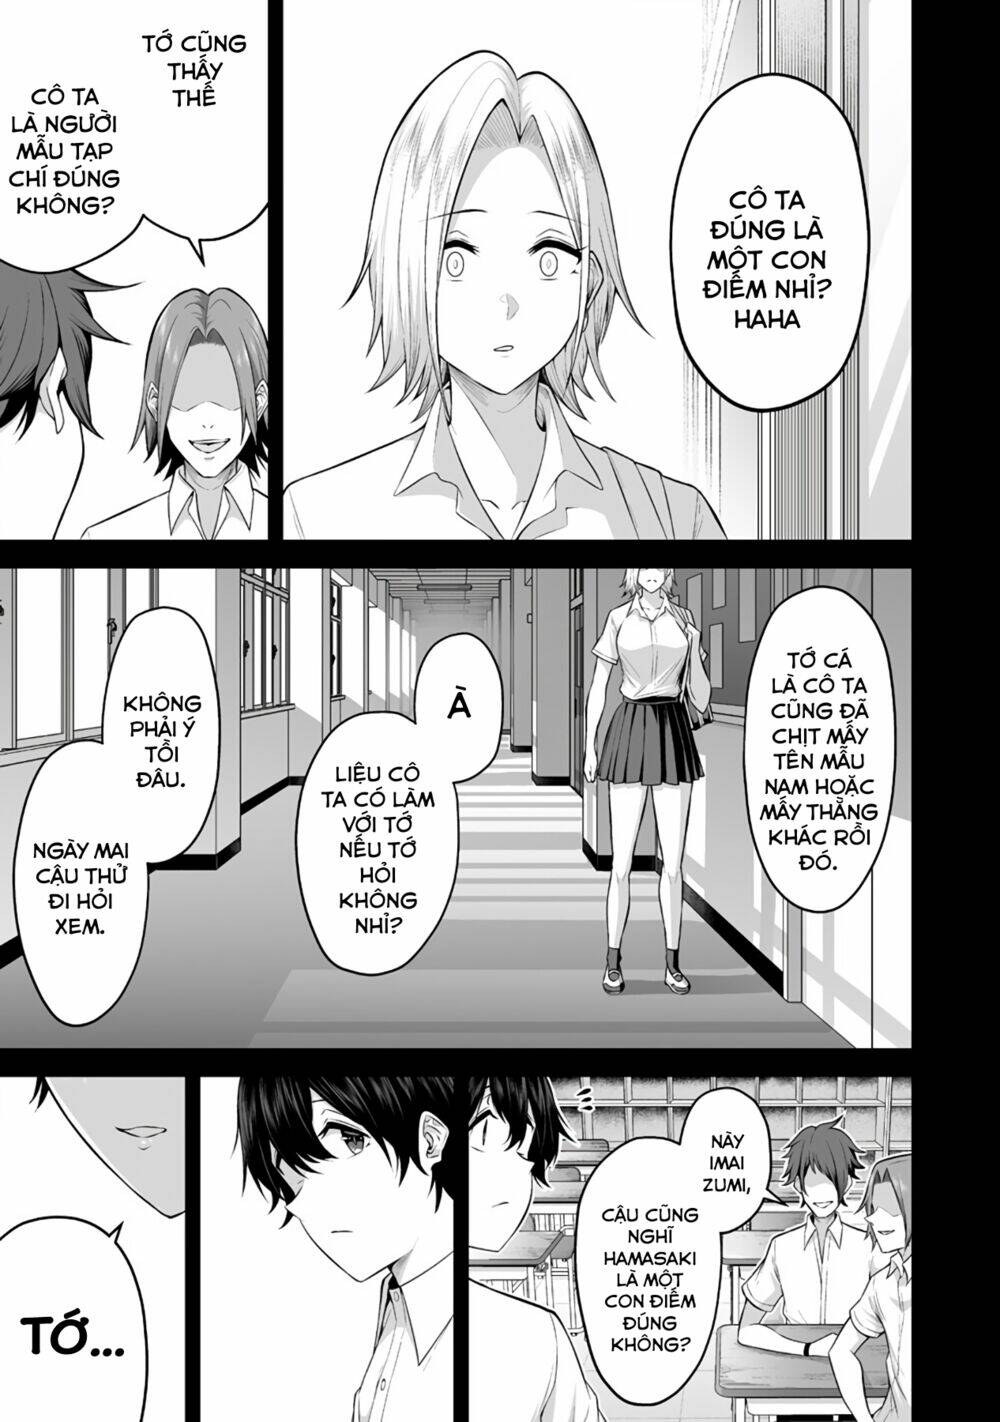 CÔ TA
ĐÚNG LÀ
MỘT CON
ĐIẾM NHỈ?
HAHA
TỚ CŨNG
THẤY
THẾ
CÔ TA
LÀ NGƯỜI
MẪU TẠP
CHÍ ĐÚNG
KHÔNG?
TỚ CÁ
LÀ CÔ TA
CŨNG ĐÃ
CHỊT MẤY
TÊN MẪU
NAM HOẶC
MẤY THẰNG
KHÁC RỒI
ĐÓ.
À
LIỆU CÔ
TA CÓ LÀM
VỚI TỚ
NẾU TỚ
HỎI
KHÔNG
NHỈ?
KHÔNG
PHẢI Ý
TỒI
ĐÂU.
NGÀY MAI
CẬU THỬ
ĐI HỎI
XEM.
NÀY
IMAI
ZUMI,
CẬU CŨNG
NGHĨ
HAMASAKI
LÀ MỘT
CON ĐIẾM
ĐÚNG
KHÔNG?
TỚ...